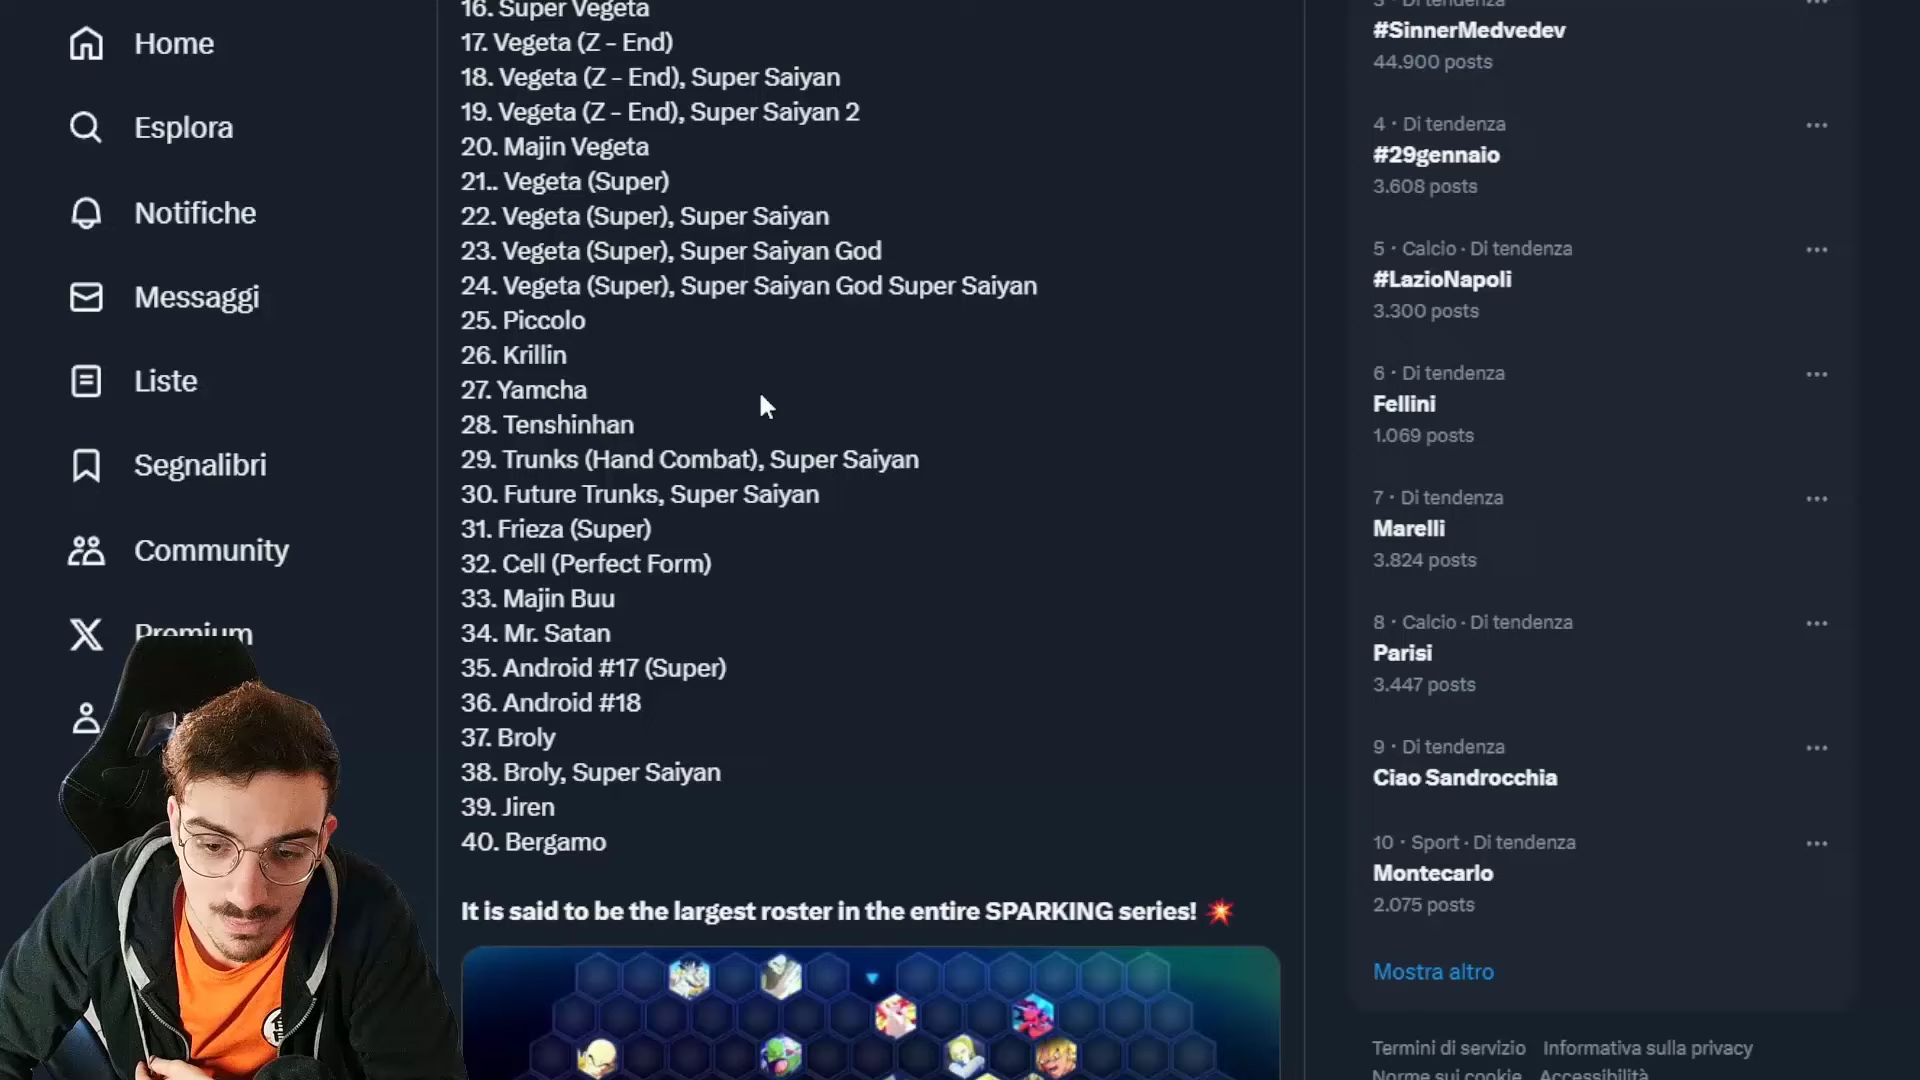 Home
Esplora
Notifiche
Messaggi
Liste
Segnalibri
Community
Premium
16. Super Vegeta
17. Vegeta (Z - End)
18. Vegeta (Z - End), Super Saiyan
19. Vegeta (Z - End), Super Saiyan 2
20. Majin Vegeta
21.. Vegeta (Super)
22. Vegeta (Super), Super Saiyan
23. Vegeta (Super), Super Saiyan God
24. Vegeta (Super), Super Saiyan God Super Saiyan
25. Piccolo
26. Krillin
27. Yamcha
28. Tenshinhan
29. Trunks (Hand Combat), Super Saiyan
30. Future Trunks, Super Saiyan
31. Frieza (Super)
32. Cell (Perfect Form)
33. Majin Buu
34. Mr. Satan
35. Android #17 (Super)
36. Android #18
37. Broly
38. Broly, Super Saiyan
39. Jiren
40. Bergamo
It is said to be the largest roster in the entire SPARKING series! 💥
3 · Di tendenza
#SinnerMedvedev
44.900 posts
4 · Di tendenza
#29gennaio
3.608 posts
5 · Calcio · Di tendenza
#LazioNapoli
3.300 posts
6 · Di tendenza
Fellini
1.069 posts
7 · Di tendenza
Marelli
3.824 posts
8 · Calcio · Di tendenza
Parisi
3.447 posts
9 · Di tendenza
Ciao Sandrocchia
10 · Sport · Di tendenza
Montecarlo
2.075 posts
Mostra altro
Termini di servizio Informativa sulla privacy
Norme sui cookie Accessibilità